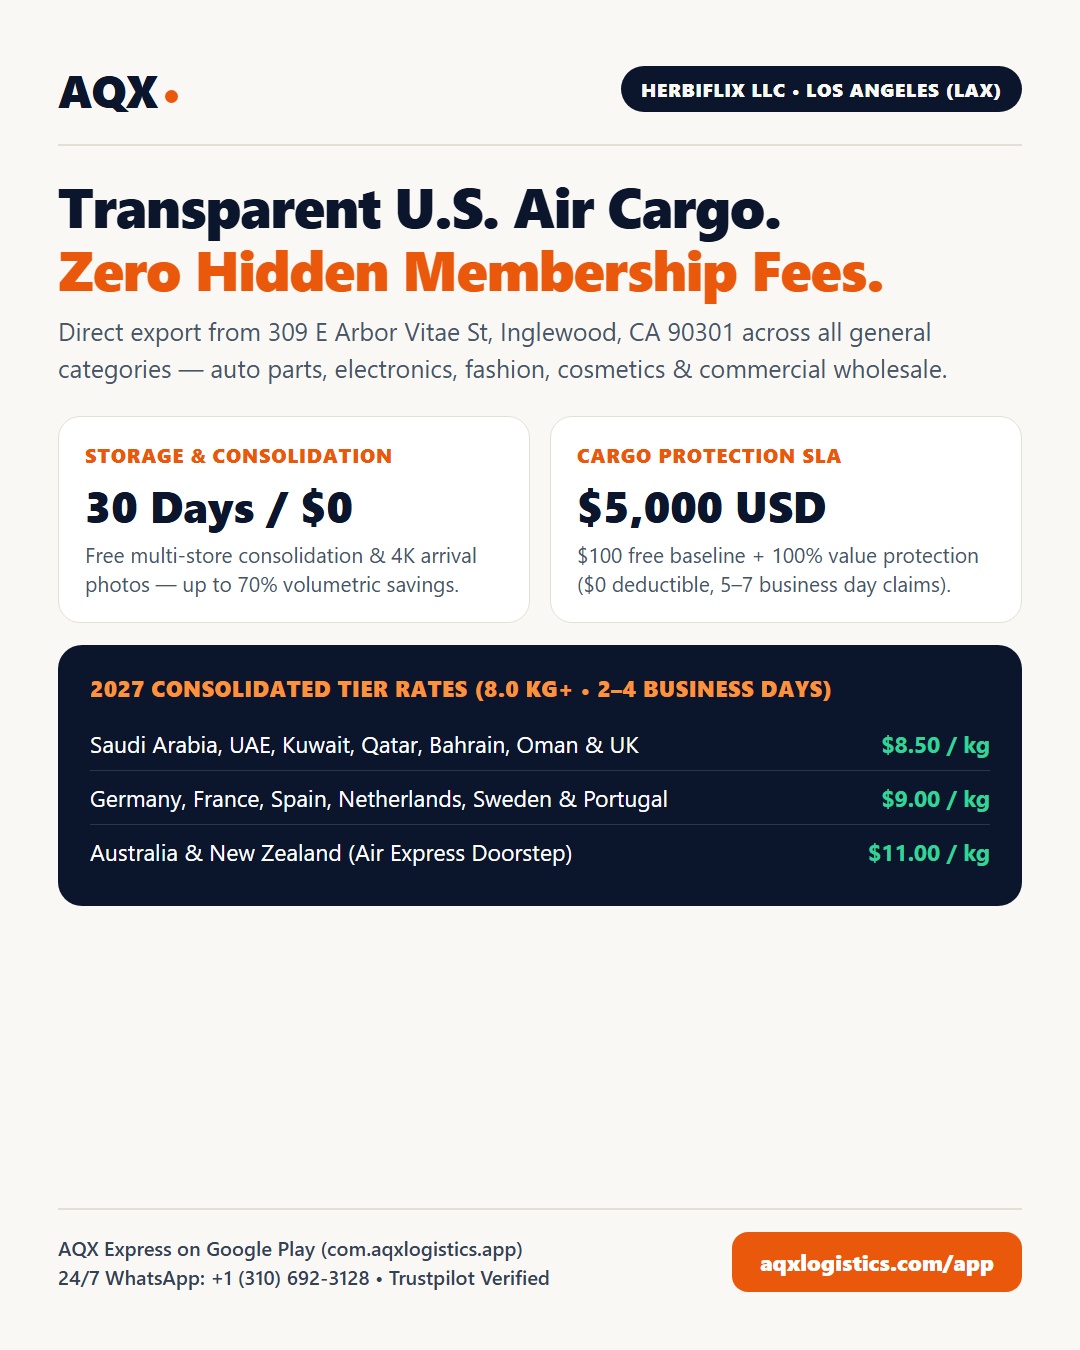 AQX
HERBIFLIX LLC • LOS ANGELES (LAX)
Transparent U.S. Air Cargo.
Zero Hidden Membership Fees.
Direct export from 309 E Arbor Vitae St, Inglewood, CA 90301 across all general
categories — auto parts, electronics, fashion, cosmetics & commercial wholesale.
STORAGE & CONSOLIDATION
30 Days / $0
Free multi-store consolidation & 4K arrival
photos — up to 70% volumetric savings.
CARGO PROTECTION SLA
$5,000 USD
$100 free baseline + 100% value protection
($0 deductible, 5–7 business day claims).
2027 CONSOLIDATED TIER RATES (8.0 KG+ • 2–4 BUSINESS DAYS)
Saudi Arabia, UAE, Kuwait, Qatar, Bahrain, Oman & UK $8.50 / kg
Germany, France, Spain, Netherlands, Sweden & Portugal $9.00 / kg
Australia & New Zealand (Air Express Doorstep) $11.00 / kg
AQX Express on Google Play (com.aqxlogistics.app)
24/7 WhatsApp: +1 (310) 692-3128 • Trustpilot Verified
aqxlogistics.com/app